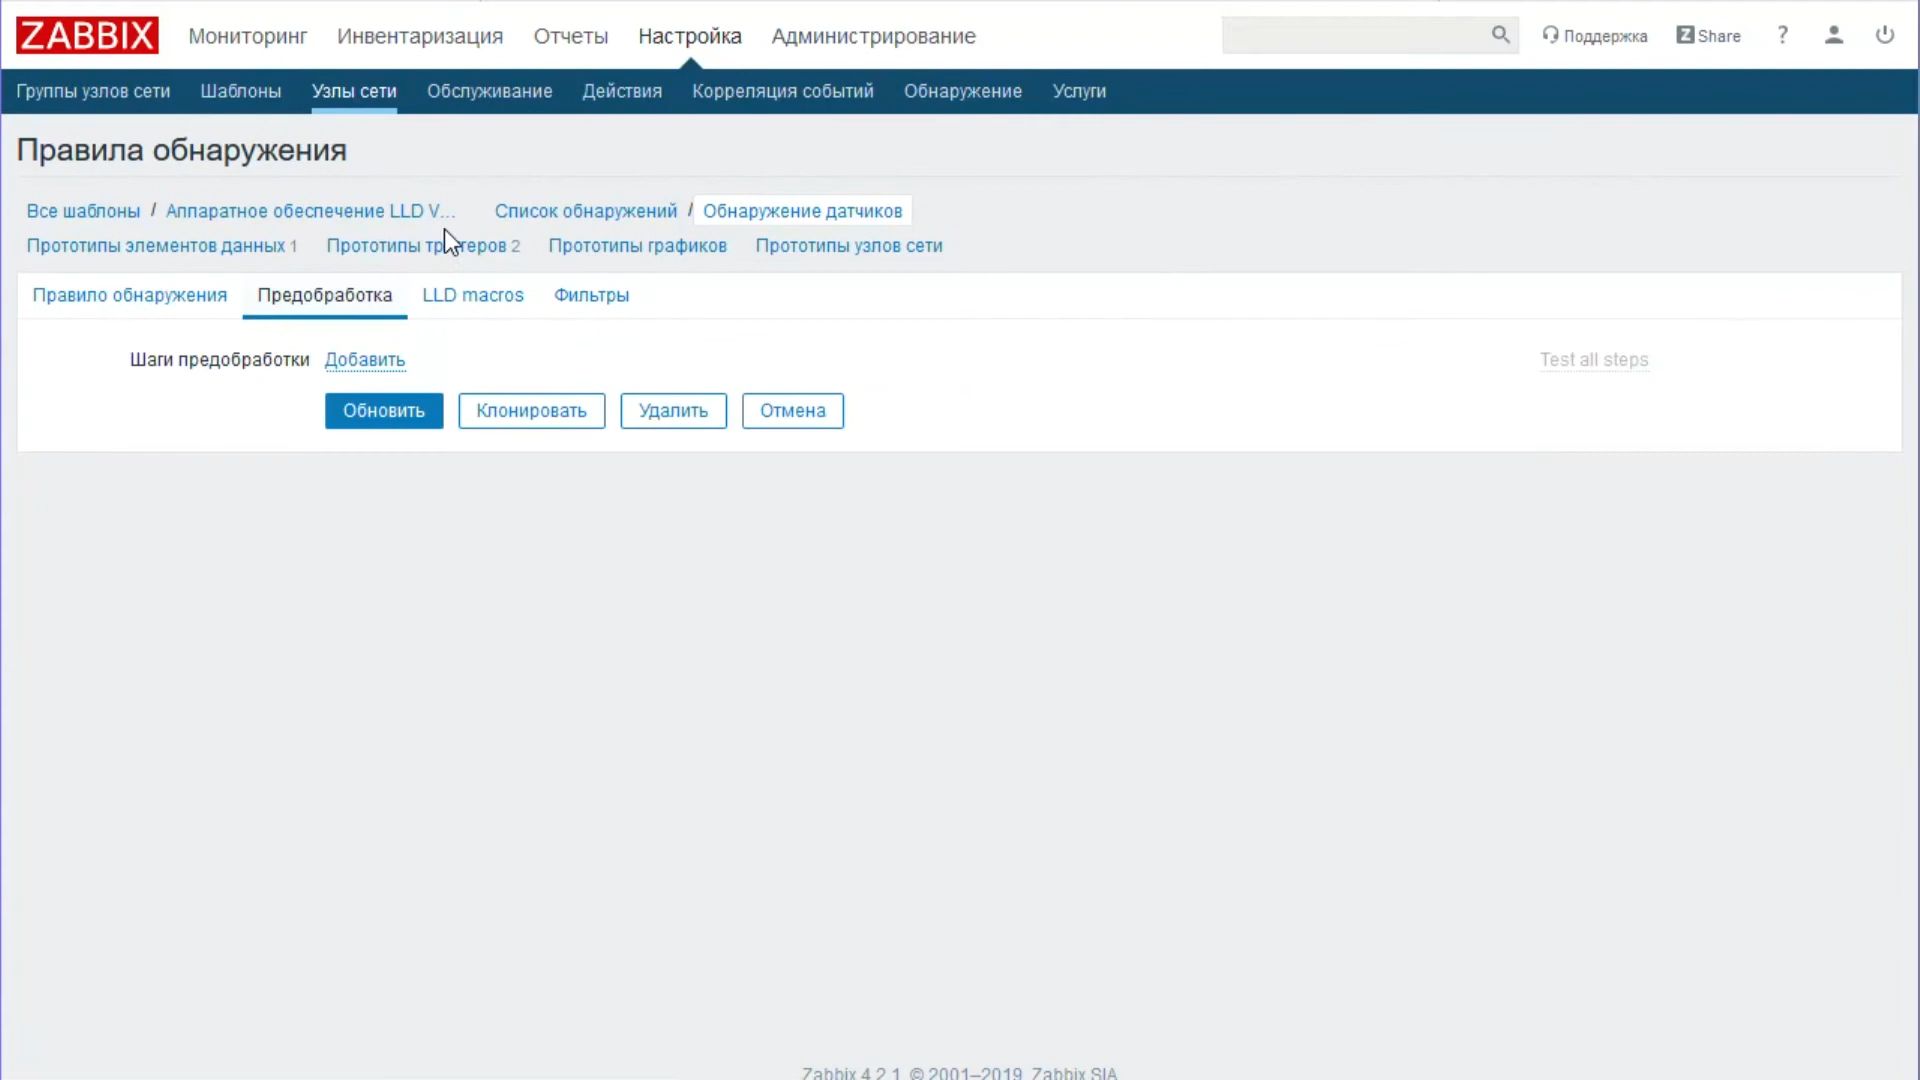 ZABBIX Мониторинг Инвентаризация Отчеты Настройка Администрирование Поддержка Z Share ?
Группы узлов сети Шаблоны Узлы сети Обслуживание Действия Корреляция событий Обнаружение Услуги
Правила обнаружения
Все шаблоны / Аппаратное обеспечение LLD V... Список обнаружений / Обнаружение датчиков
Прототипы элементов данных 1 Прототипы 2 Прототипы графиков Прототипы узлов сети
Правило обнаружения Предобработка LLD macros Фильтры
Шаги предобработки Добавить Test all steps
Обновить Клонировать Удалить Отмена
Zabbix 4.2.1. © 2001–2019, Zabbix SIA